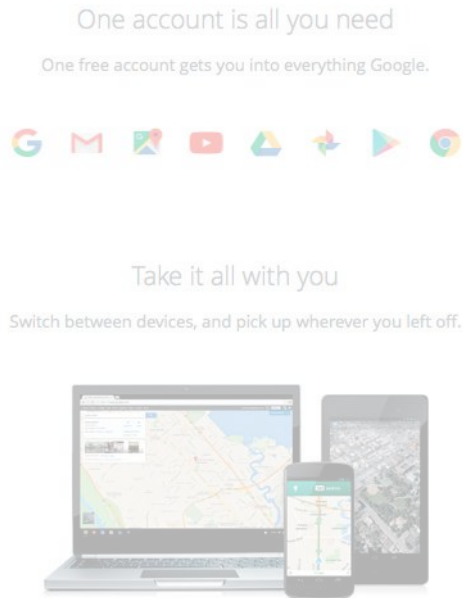 One account is all you need
One free account gets you into everything Google.
Take it all with you
Switch between devices, and pick up wherever you left off.